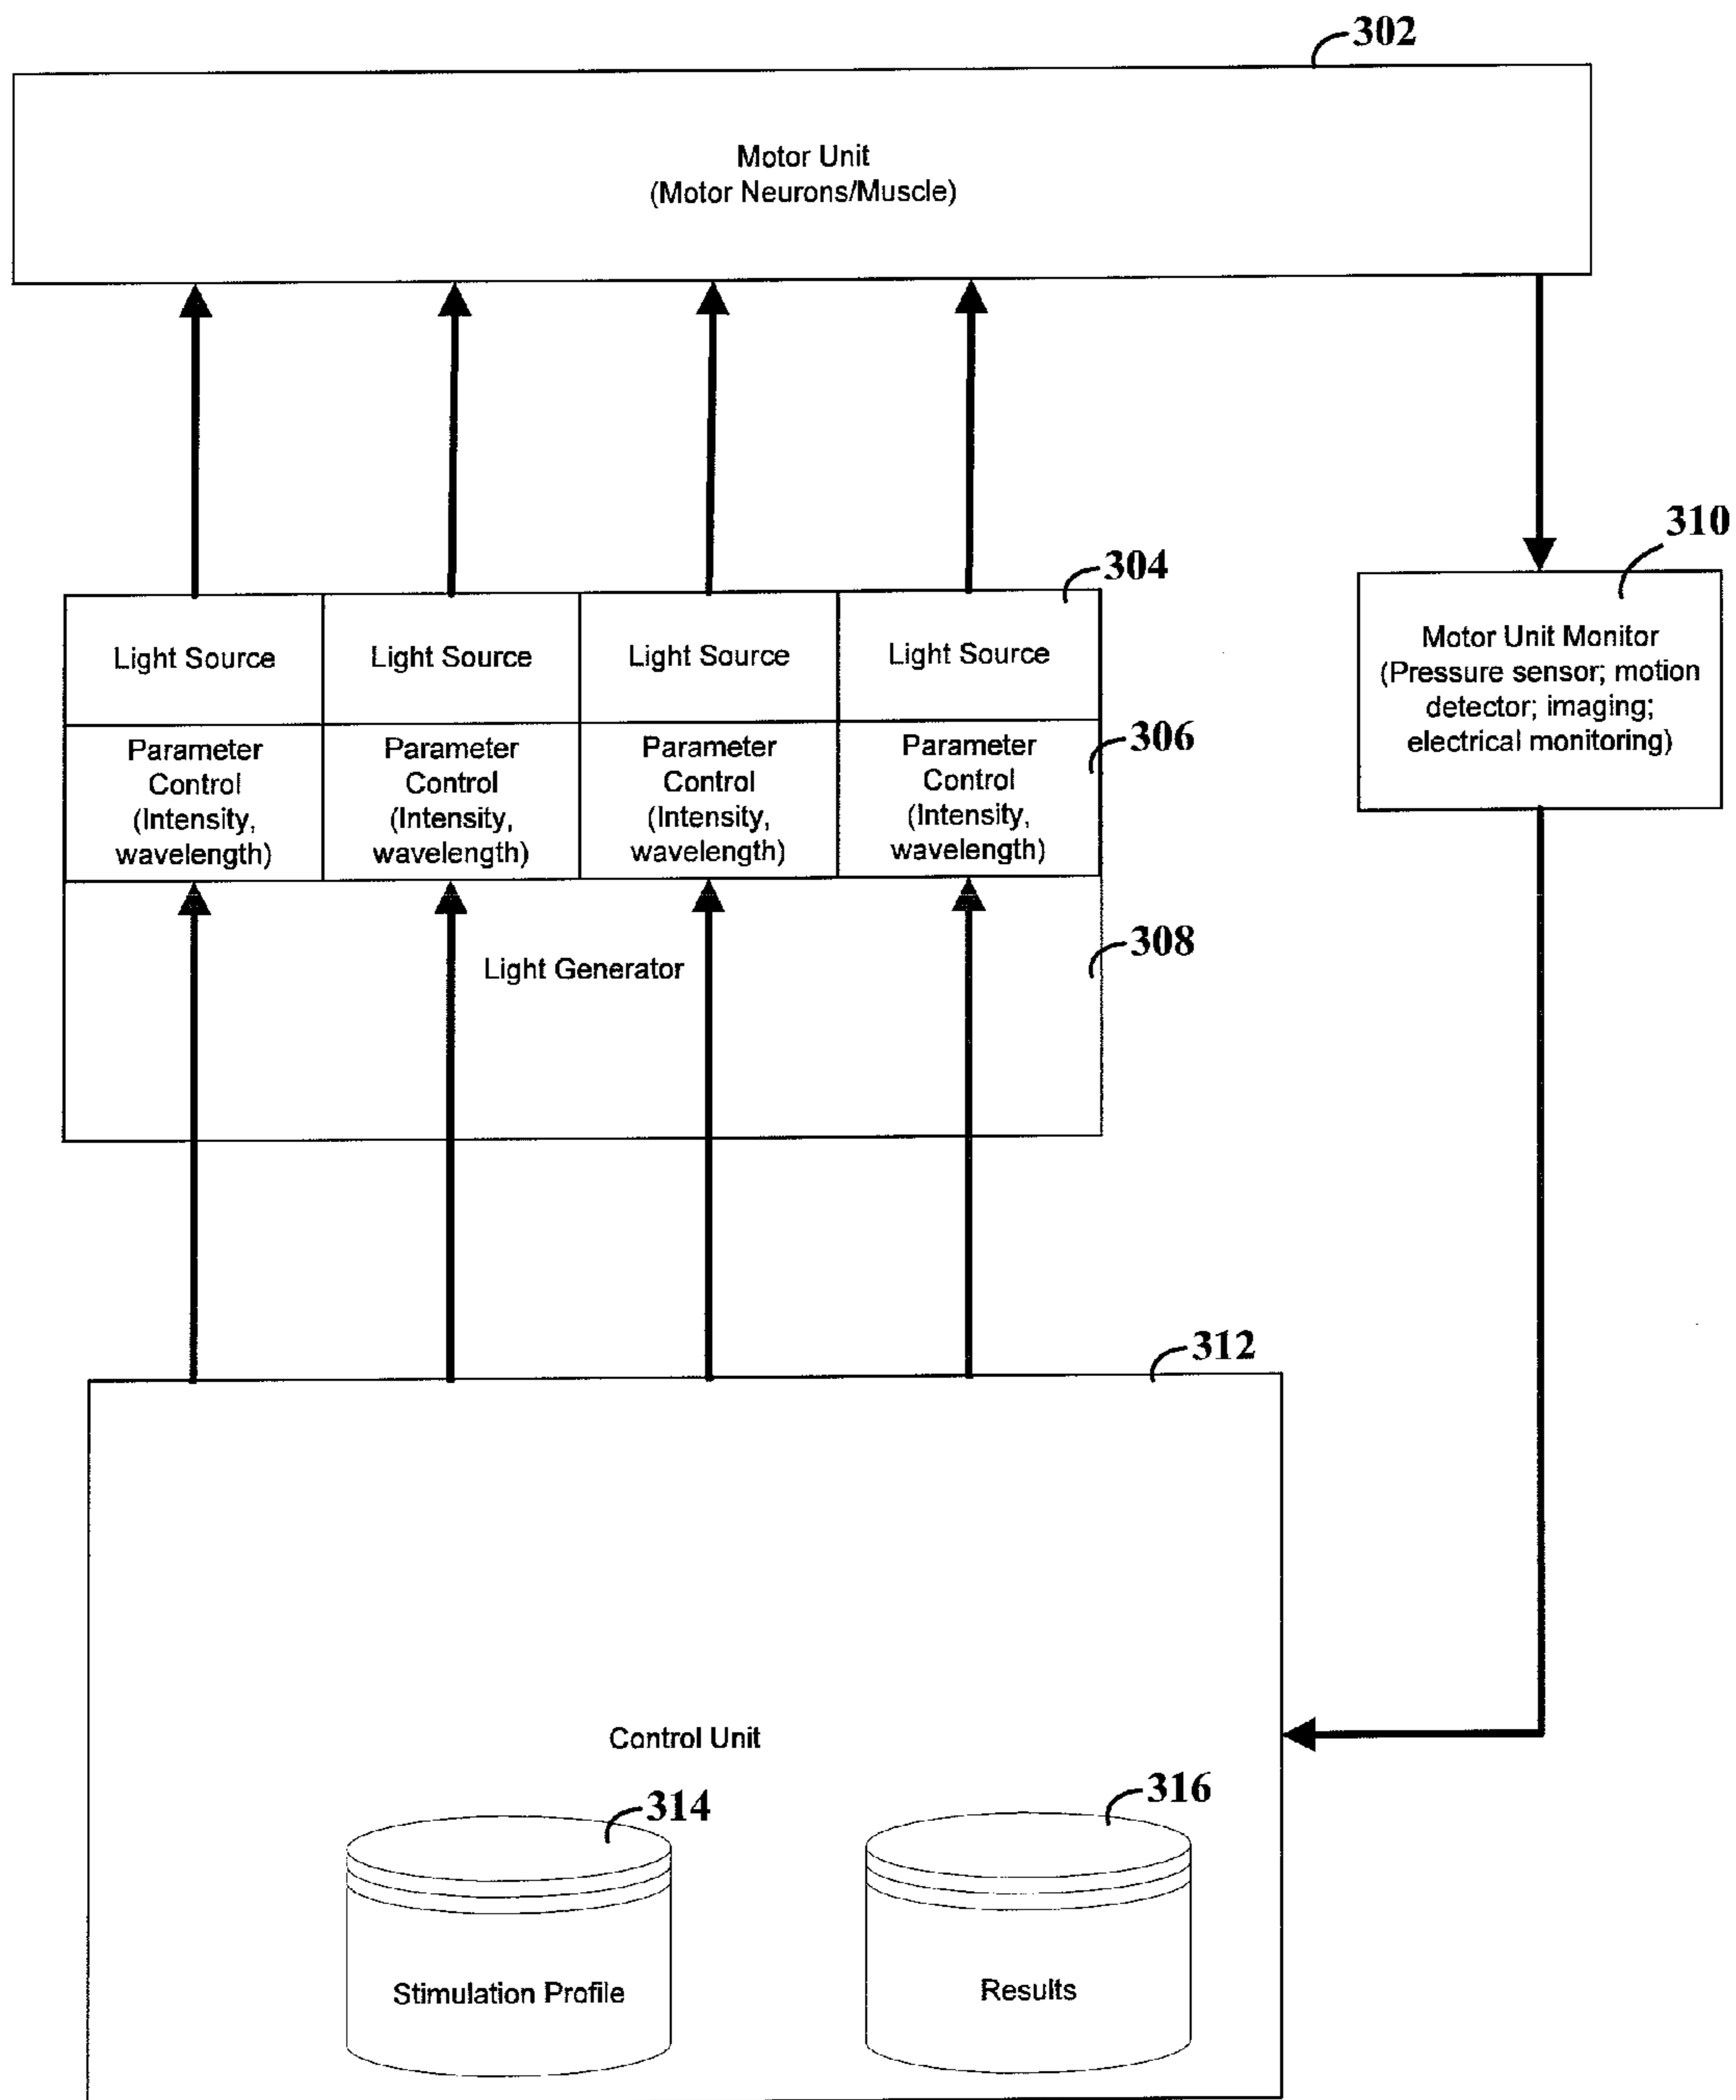 302
Motor Unit
(Motor Neurons/Muscle)
310
304
Light Source
Light Source
Light Source
Light Source
Motor Unit Monitor
(Pressure sensor; motion
detector; imaging;
electrical monitoring)
306
Parameter
Control
(Intensity,
wavelength)
Parameter
Control
(Intensity,
wavelength)
Parameter
Control
(Intensity,
wavelength)
Parameter
Control
(Intensity,
wavelength)
308
Light Generator
312
Control Unit
314
316
Stimulation Profile
Results